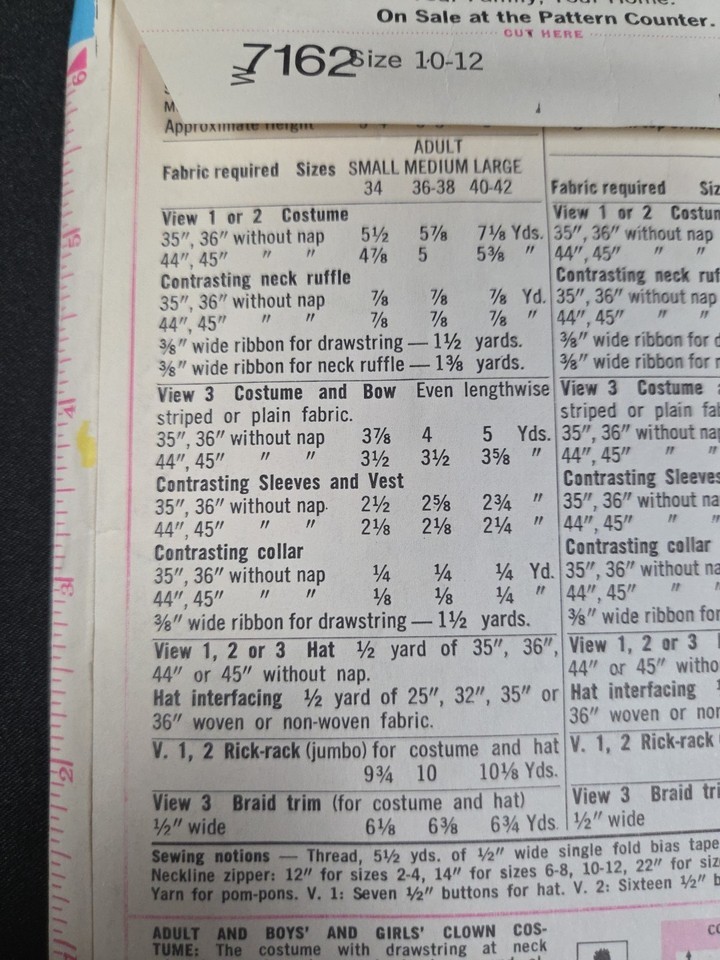 On Sale at the Pattern Counter.
CUT HERE
7162 Size 10-12
Approximate Height
ADULT
Fabric required Sizes SMALL MEDIUM LARGE
34 36-38 40-42
View 1 or 2 Costume
35″, 36″ without nap 5½ 5⅞ 7⅛ Yds.
44″, 45″ ″ ″ 4⅞ 5 5⅜ ″
Contrasting neck ruffle
35″, 36″ without nap ⅞ ⅞ ⅞ Yd.
44″, 45″ ″ ″ ⅞ ⅞ ⅞ ″
⅜″ wide ribbon for drawstring — 1½ yards.
⅜″ wide ribbon for neck ruffle — 1⅜ yards.
View 3 Costume and Bow Even lengthwise
striped or plain fabric.
35″, 36″ without nap 3⅞ 4 5 Yds.
44″, 45″ ″ ″ 3½ 3½ 3⅝ ″
Contrasting Sleeves and Vest
35″, 36″ without nap. 2½ 2⅝ 2¾ ″
44″, 45″ ″ ″ 2⅛ 2⅛ 2¼ ″
Contrasting collar
35″, 36″ without nap ¼ ¼ ¼ Yd.
44″, 45″ ″ ″ ⅛ ⅛ ¼ ″
⅜″ wide ribbon for drawstring — 1½ yards.
View 1, 2 or 3 Hat ½ yard of 35″, 36″,
44″ or 45″ without nap.
Hat interfacing ½ yard of 25″, 32″, 35″ or
36″ woven or non-woven fabric.
V. 1, 2 Rick-rack (jumbo) for costume and hat
9¾ 10 10⅛ Yds.
View 3 Braid trim (for costume and hat)
½″ wide 6⅛ 6⅜ 6¾ Yds.
Fabric required
View 1 or 2
35″, 36″ without nap
44″, 45″ ″ ″
Contrasting neck
35″, 36″ without nap
44″, 45″ ″ ″
⅜″ wide ribbon for
⅜″ wide ribbon for
View 3 Costume
striped or plain
35″, 36″ without
44″, 45″ ″ ″
Contrasting Sleeves
35″, 36″ without
44″, 45″ ″
Contrasting collar
35″, 36″ without
44″, 45″ ″ ″
⅜″ wide ribbon for
View 1, 2 or 3
44″ or 45″
Hat interfacing
36″ woven or
V. 1, 2 Rick-rack
View 3 Braid
½″ wide
Sewing notions — Thread, 5½ yds. of ½″ wide single fold bias tape
Neckline zipper: 12″ for sizes 2-4, 14″ for sizes 6-8, 10-12, 22″ for
Yarn for pom-pons. V. 1: Seven ½″ buttons for hat. V. 2: Sixteen ½″
ADULT AND BOYS' AND GIRLS' CLOWN COS-
TUME: The costume with drawstring at neck
6
5
4
3
2